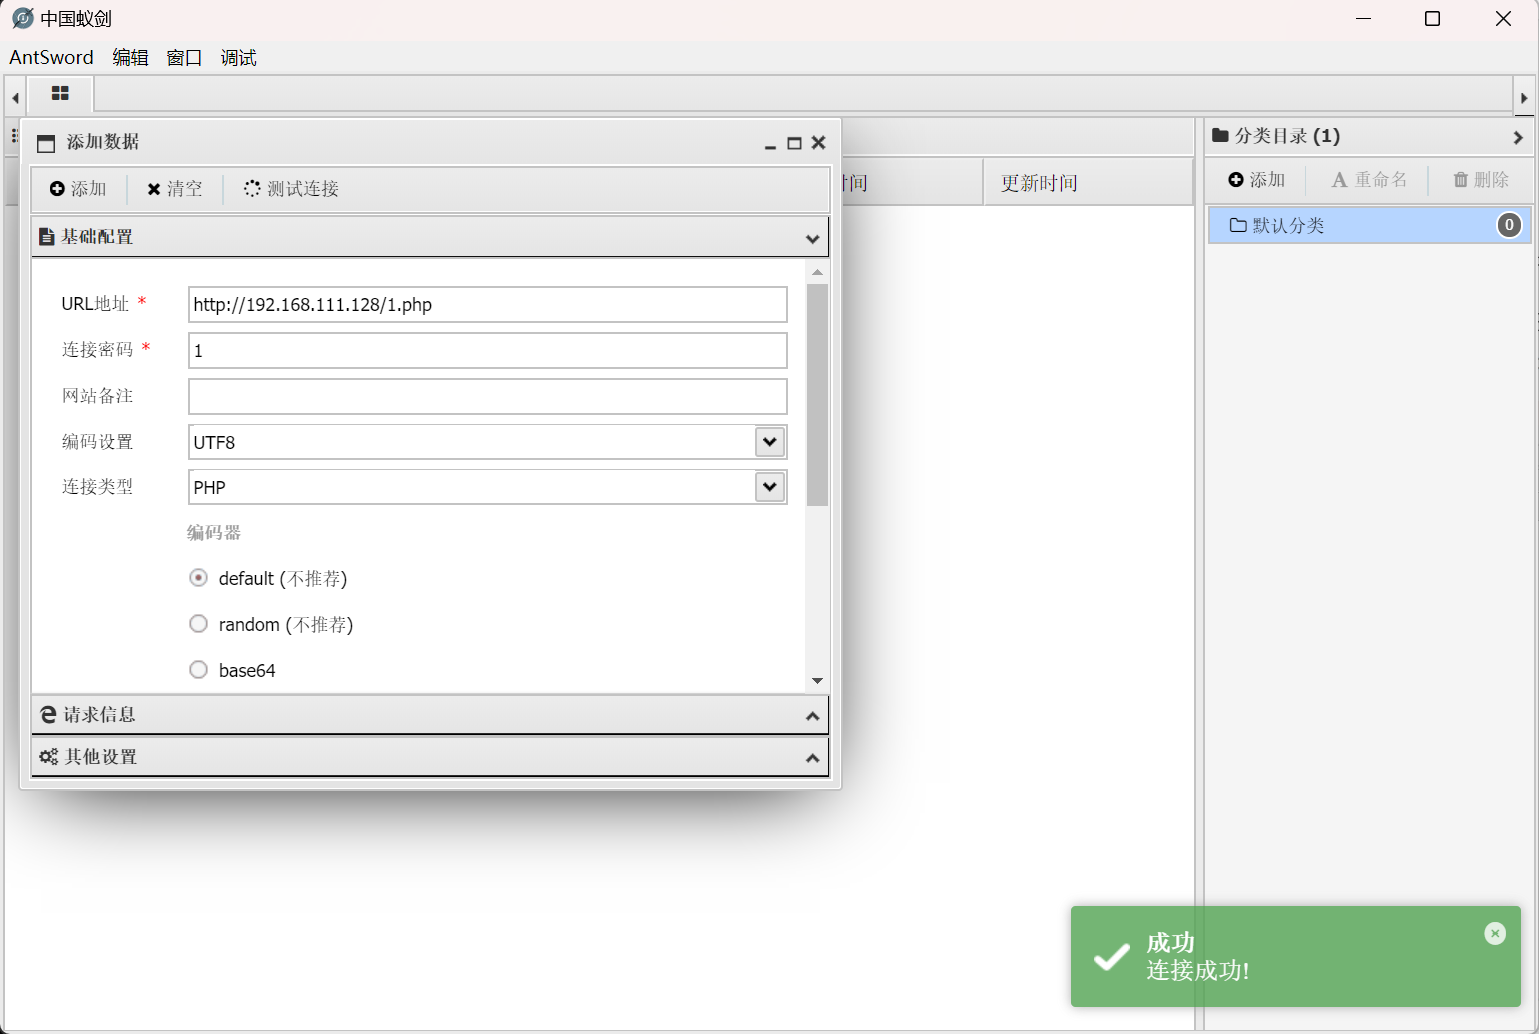 中国蚁剑
AntSword 编辑 窗口 调试
添加数据
添加 清空 测试连接
基础配置
URL地址 *
http://192.168.111.128/1.php
连接密码 *
1
网站备注
编码设置
UTF8
连接类型
PHP
编码器
default (不推荐)
random (不推荐)
base64
请求信息
其他设置
时间
更新时间
分类目录 (1)
添加 重命名 删除
默认分类
0
成功
连接成功!